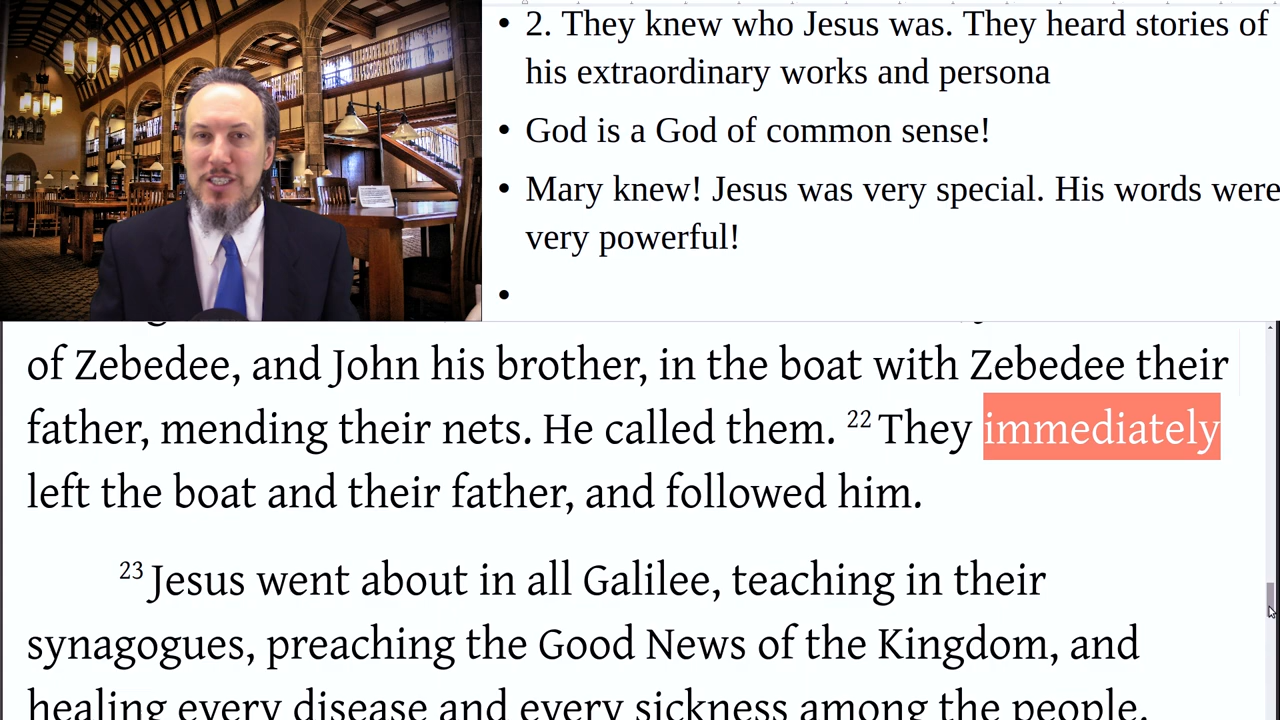 • 2. They knew who Jesus was. They heard stories of
his extraordinary works and persona
• God is a God of common sense!
• Mary knew! Jesus was very special. His words were
very powerful!
•
of Zebedee, and John his brother, in the boat with Zebedee their
father, mending their nets. He called them. 22 They immediately
left the boat and their father, and followed him.
23 Jesus went about in all Galilee, teaching in their
synagogues, preaching the Good News of the Kingdom, and
healing every disease and every sickness among the people.